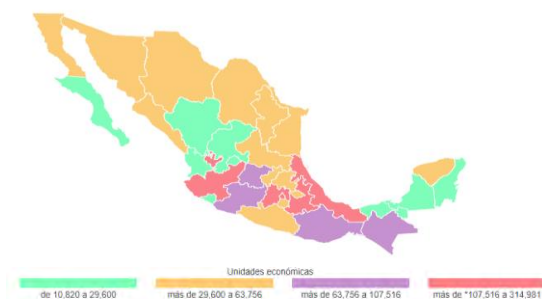 Unidades económicas
de 10,820 a 29,600 más de 29,600 a 63,756 más de 63,756 a 107,516 más de "107,516 a 314,981